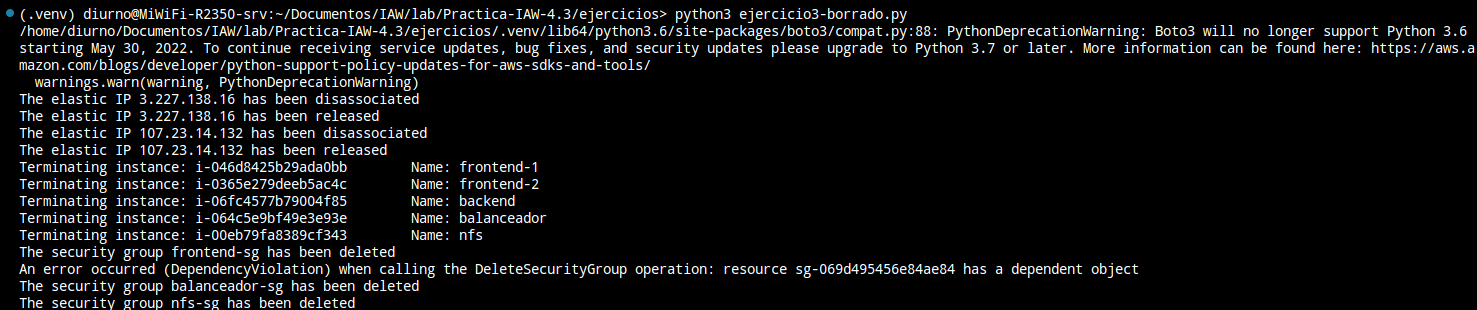 (.venv) diurno@MiWiFi-R2350-srv:~/Documentos/IAW/lab/Practica-IAW-4.3/ejercicios> python3 ejercicio3-borrado.py
/home/diurno/Documentos/IAW/lab/Practica-IAW-4.3/ejercicios/.venv/lib64/python3.6/site-packages/boto3/compat.py:88: PythonDeprecationWarning: Boto3 will no longer support Python 3.6
starting May 30, 2022. To continue receiving service updates, bug fixes, and security updates please upgrade to Python 3.7 or later. More information can be found here: https://aws.a
mazon.com/blogs/developer/python-support-policy-updates-for-aws-sdks-and-tools/
  warnings.warn(warning, PythonDeprecationWarning)
The elastic IP 3.227.138.16 has been disassociated
The elastic IP 3.227.138.16 has been released
The elastic IP 107.23.14.132 has been disassociated
The elastic IP 107.23.14.132 has been released
Terminating instance: i-046d8425b29ada0bb        Name: frontend-1
Terminating instance: i-0365e279deeb5ac4c        Name: frontend-2
Terminating instance: i-06fc4577b79004f85        Name: backend
Terminating instance: i-064c5e9bf49e3e93e        Name: balanceador
Terminating instance: i-00eb79fa8389cf343        Name: nfs
The security group frontend-sg has been deleted
An error occurred (DependencyViolation) when calling the DeleteSecurityGroup operation: resource sg-069d495456e84ae84 has a dependent object
The security group balanceador-sg has been deleted
The security group nfs-sg has been deleted